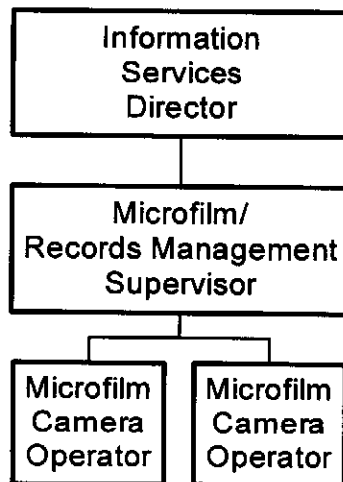 Information
Services
Director
Microfilm/
Records Management
Supervisor
Microfilm
Camera
Operator
Microfilm
Camera
Operator